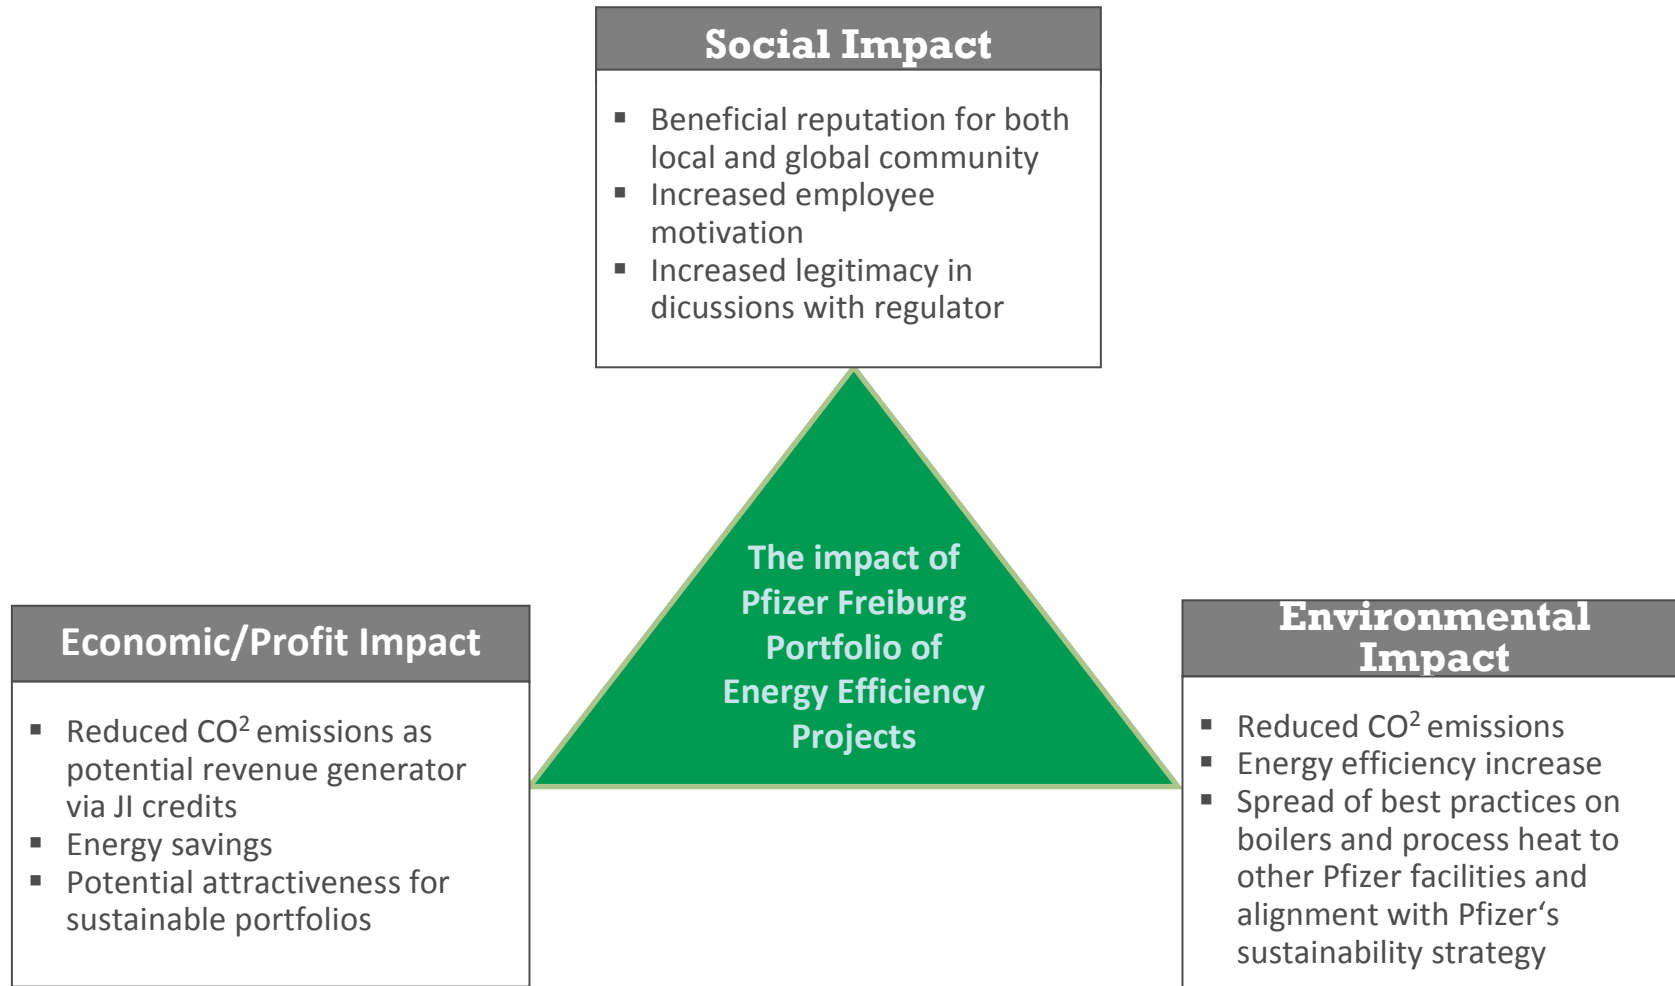 Social Impact
▪ Beneficial reputation for both
local and global community
▪ Increased employee
motivation
▪ Increased legitimacy in
dicussions with regulator
The impact of
Pfizer Freiburg
Portfolio of
Energy Efficiency
Projects
Economic/Profit Impact
▪ Reduced CO² emissions as
potential revenue generator
via JI credits
▪ Energy savings
▪ Potential attractiveness for
sustainable portfolios
Environmental
Impact
▪ Reduced CO² emissions
▪ Energy efficiency increase
▪ Spread of best practices on
boilers and process heat to
other Pfizer facilities and
alignment with Pfizer‘s
sustainability strategy